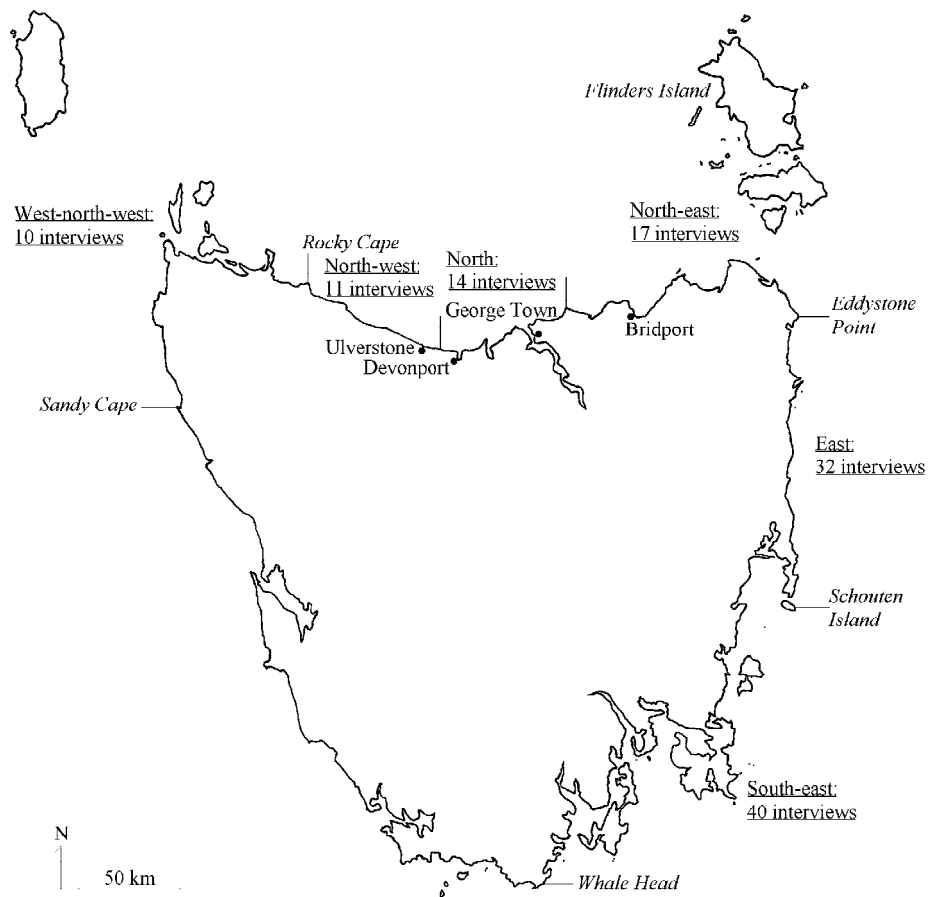 Flinders Island
West-north-west:
10 interviews
North-east:
17 interviews
Rocky Cape
North-west:
11 interviews
North:
14 interviews
George Town
Eddystone
Point
Bridport
Ulverstone
Devonport
Sandy Cape
East:
32 interviews
Schouten
Island
South-east:
40 interviews
N
50 km
Whale Head